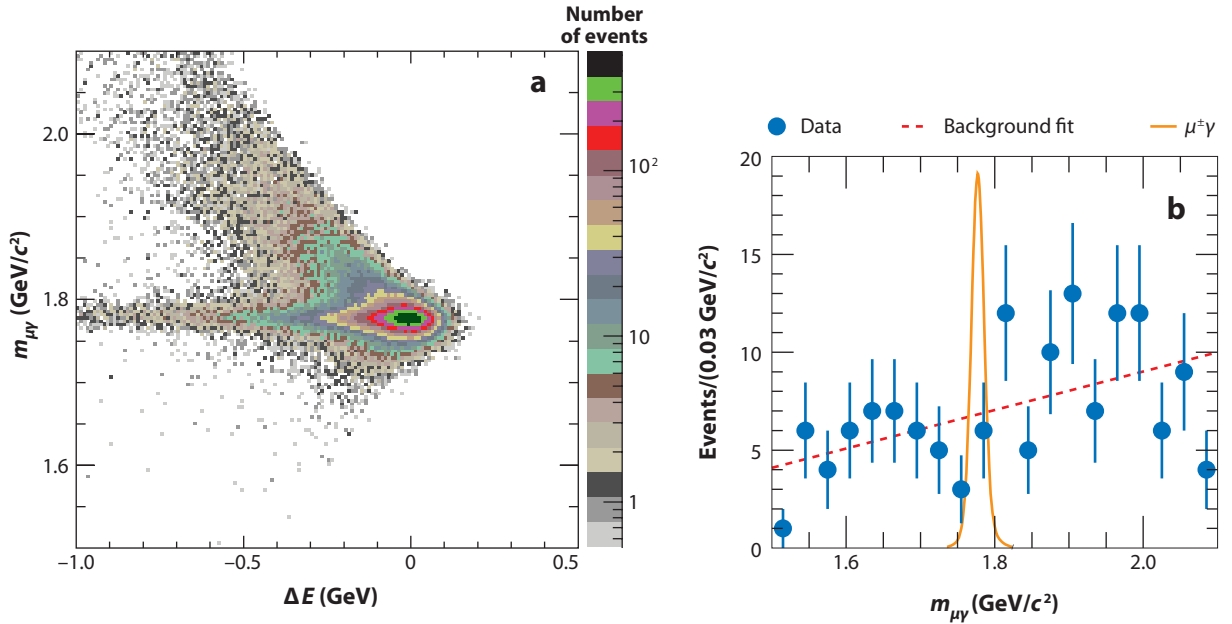 Number
of events
a
2.0
1.8
1.6
mμγ (GeV/c²)
−1.0
−0.5
0
0.5
ΔE (GeV)
10²
10
1
Data
Background fit
μ±γ
b
20
15
10
5
0
Events/(0.03 GeV/c²)
1.6
1.8
2.0
mμγ (GeV/c²)